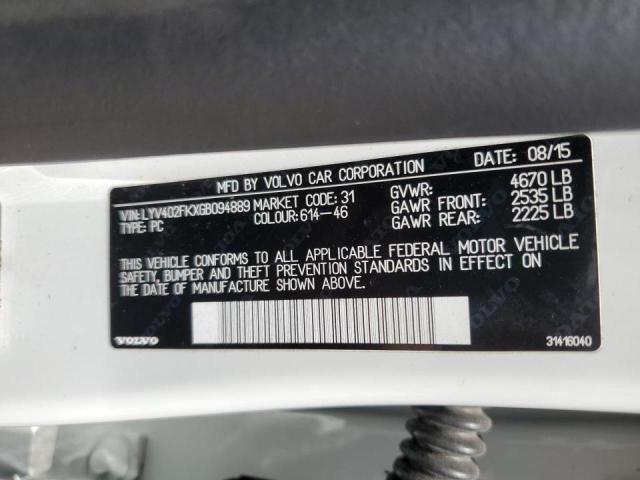 MFD BY VOLVO CAR CORPORATION DATE: 08/15
VIN:LYV402FKXGB094889 MARKET CODE: 31 GVWR: 4670 LB
TYPE: PC COLOUR:614-46 GAWR FRONT: 2535 LB
GAWR REAR: 2225 LB
THIS VEHICLE CONFORMS TO ALL APPLICABLE FEDERAL MOTOR VEHICLE
SAFETY, BUMPER AND THEFT PREVENTION STANDARDS IN EFFECT ON
THE DATE OF MANUFACTURE SHOWN ABOVE.
VOLVO 31416040